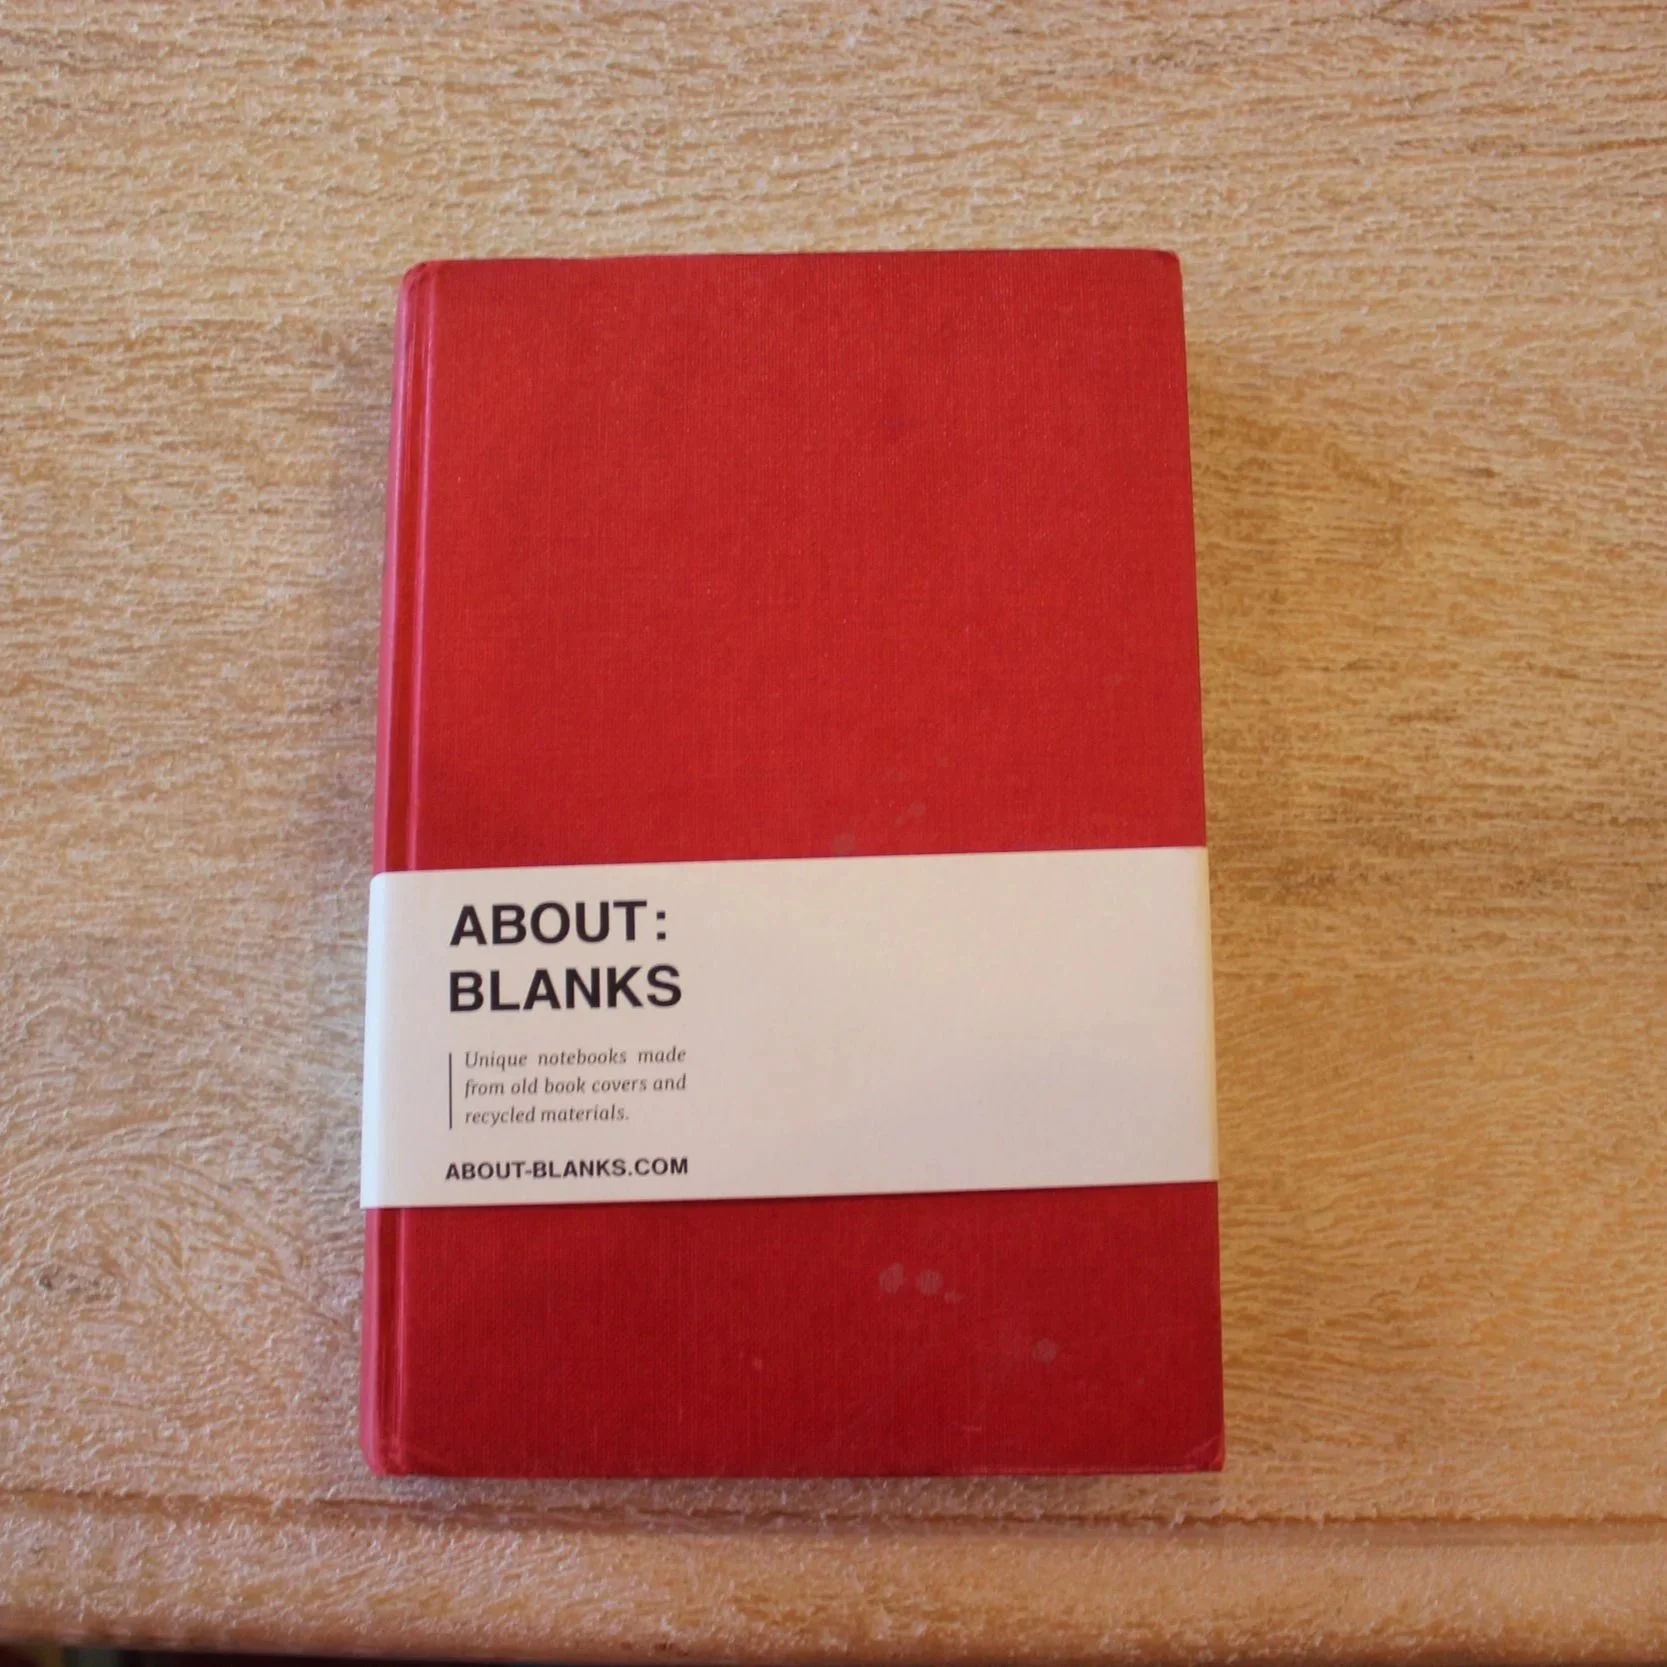 ABOUT:
BLANKS
Unique notebooks made
from old book covers and
recycled materials.
ABOUT-BLANKS.COM